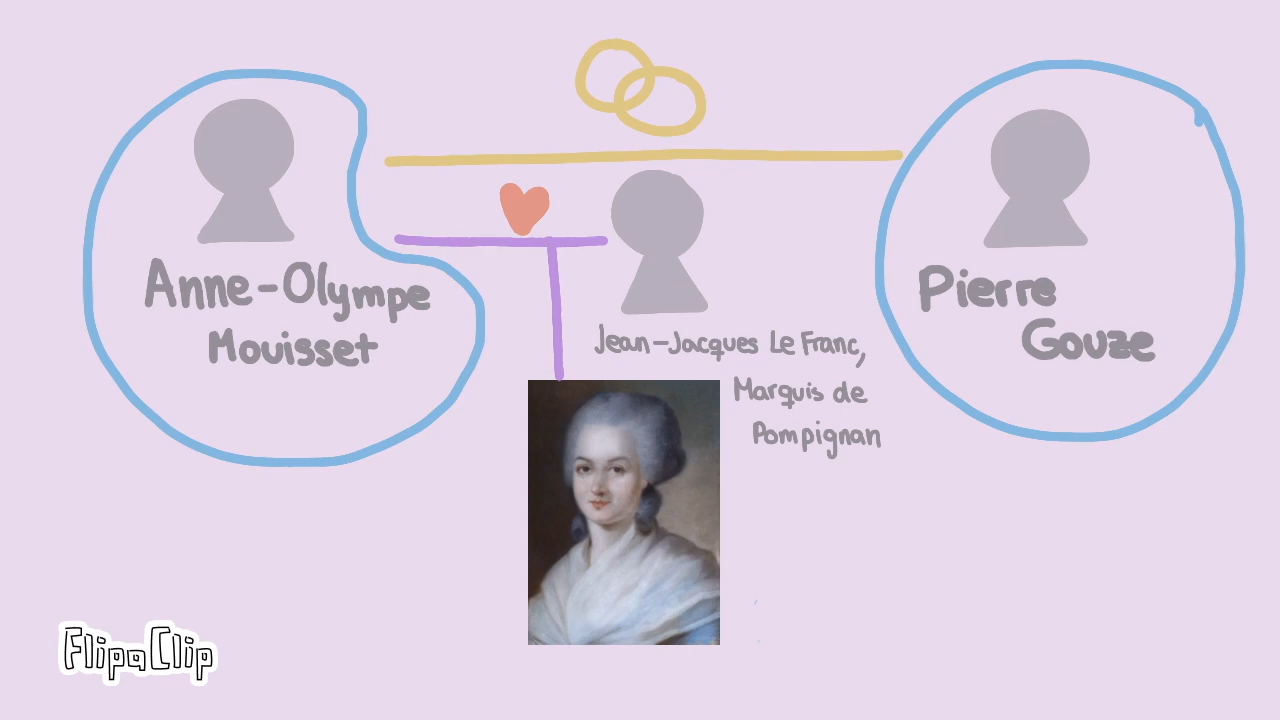 Anne-Olympe
Mouisset
Jean-Jacques Le Franc,
Marquis de
Pompignan
Pierre
Gouze
FlipaClip